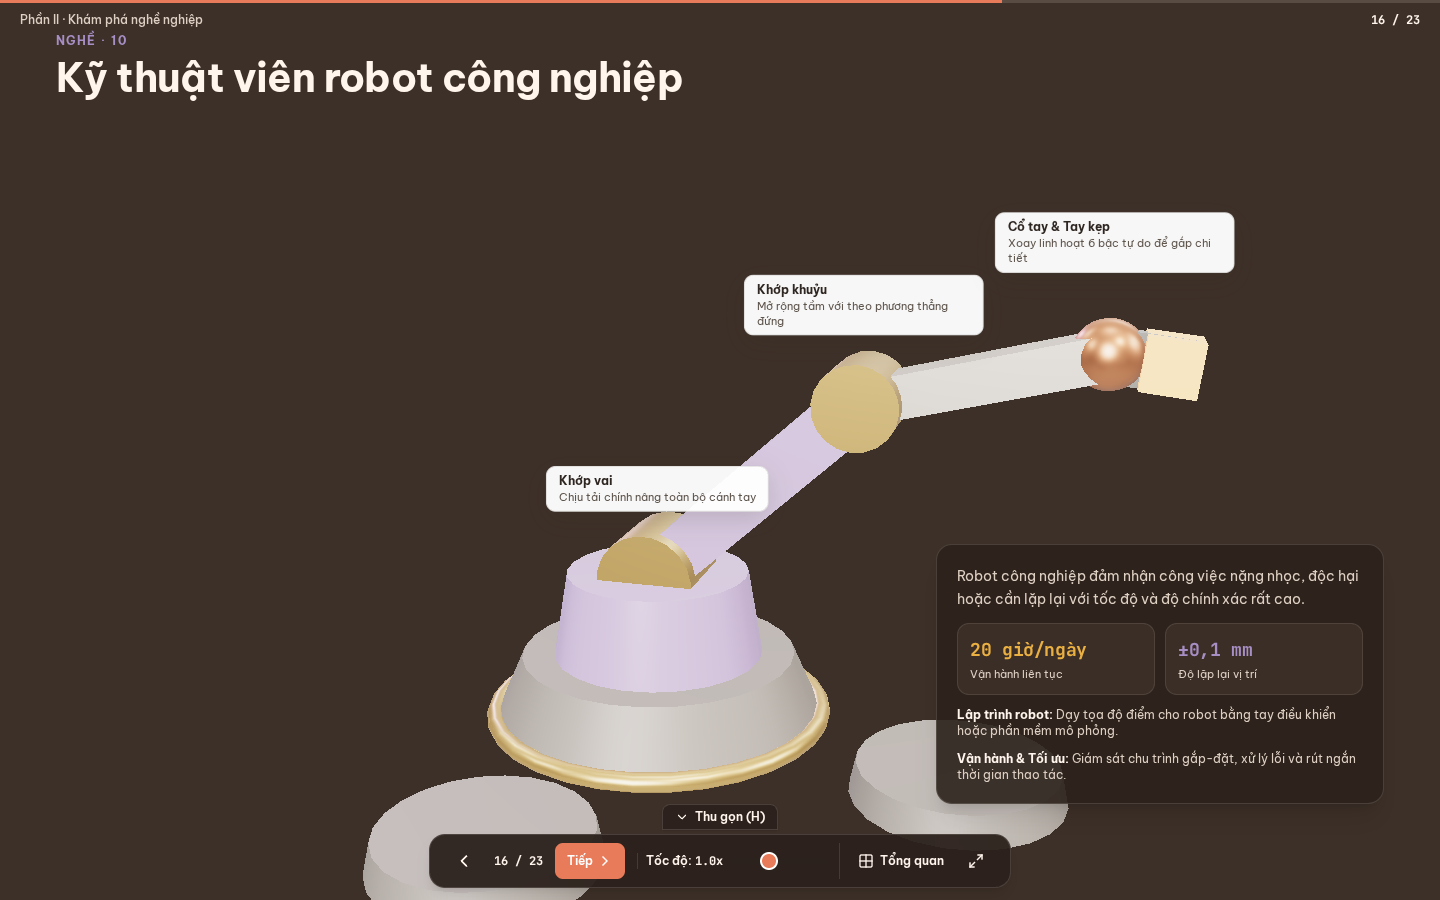 Phần II · Khám phá nghề nghiệp
16 / 23
NGHỀ · 10
Kỹ thuật viên robot công nghiệp
Cổ tay & Tay kẹp
Xoay linh hoạt 6 bậc tự do để gắp chi
tiết
Khớp khuỷu
Mở rộng tầm với theo phương thẳng
đứng
Khớp vai
Chịu tải chính nâng toàn bộ cánh tay
Robot công nghiệp đảm nhận công việc nặng nhọc, độc hại
hoặc cần lặp lại với tốc độ và độ chính xác rất cao.
20 giờ/ngày
Vận hành liên tục
±0,1 mm
Độ lặp lại vị trí
Lập trình robot: Dạy tọa độ điểm cho robot bằng tay điều khiển
hoặc phần mềm mô phỏng.
Vận hành & Tối ưu: Giám sát chu trình gắp-đặt, xử lý lỗi và rút ngắn
thời gian thao tác.
Thu gọn (H)
16 / 23
Tiếp
Tốc độ: 1.0x
Tổng quan